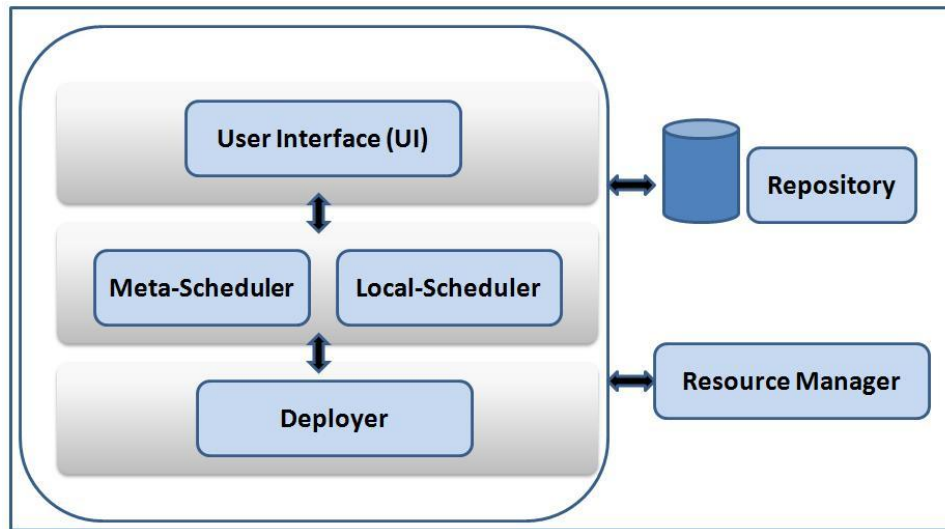 User Interface (UI)
Repository
Meta-Scheduler
Local-Scheduler
Resource Manager
Deployer